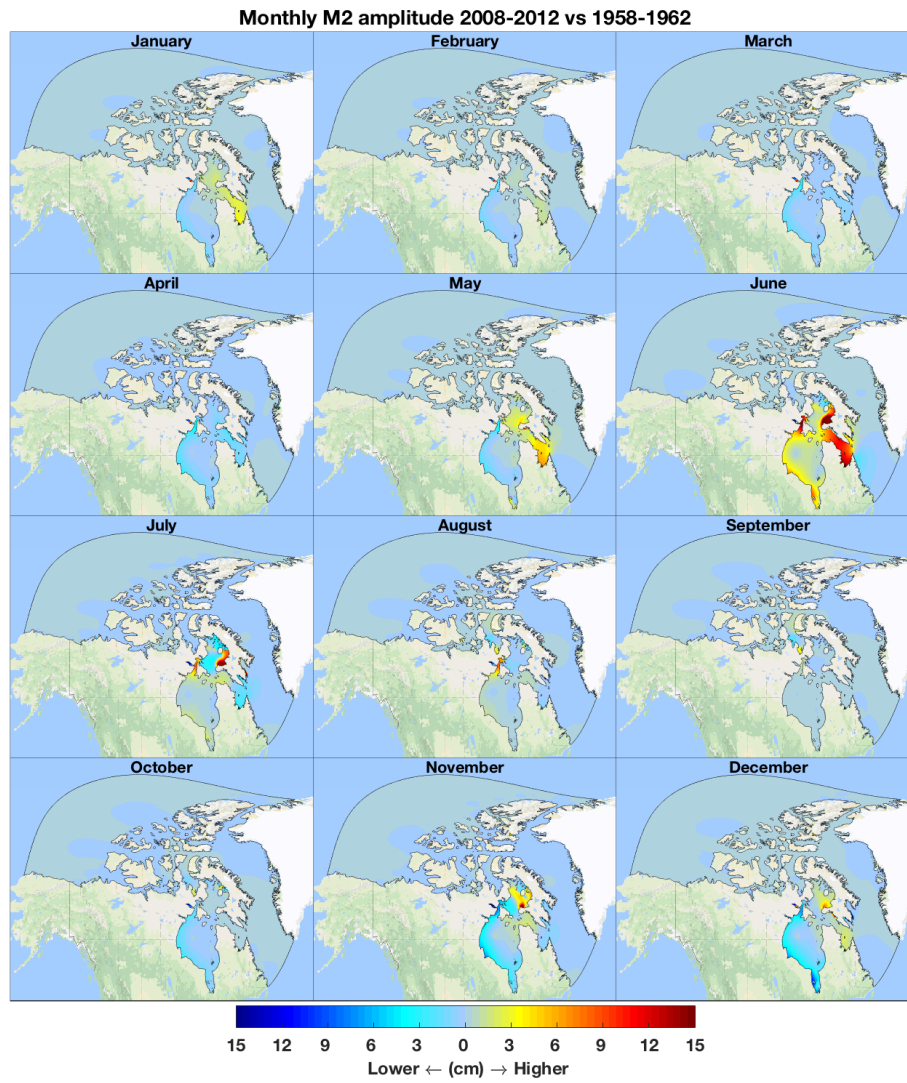 Monthly M2 amplitude 2008-2012 vs 1958-1962
January
February
March
April
May
June
July
August
September
October
November
December
15 12 9 6 3 0 3 6 9 12 15
Lower ← (cm) → Higher